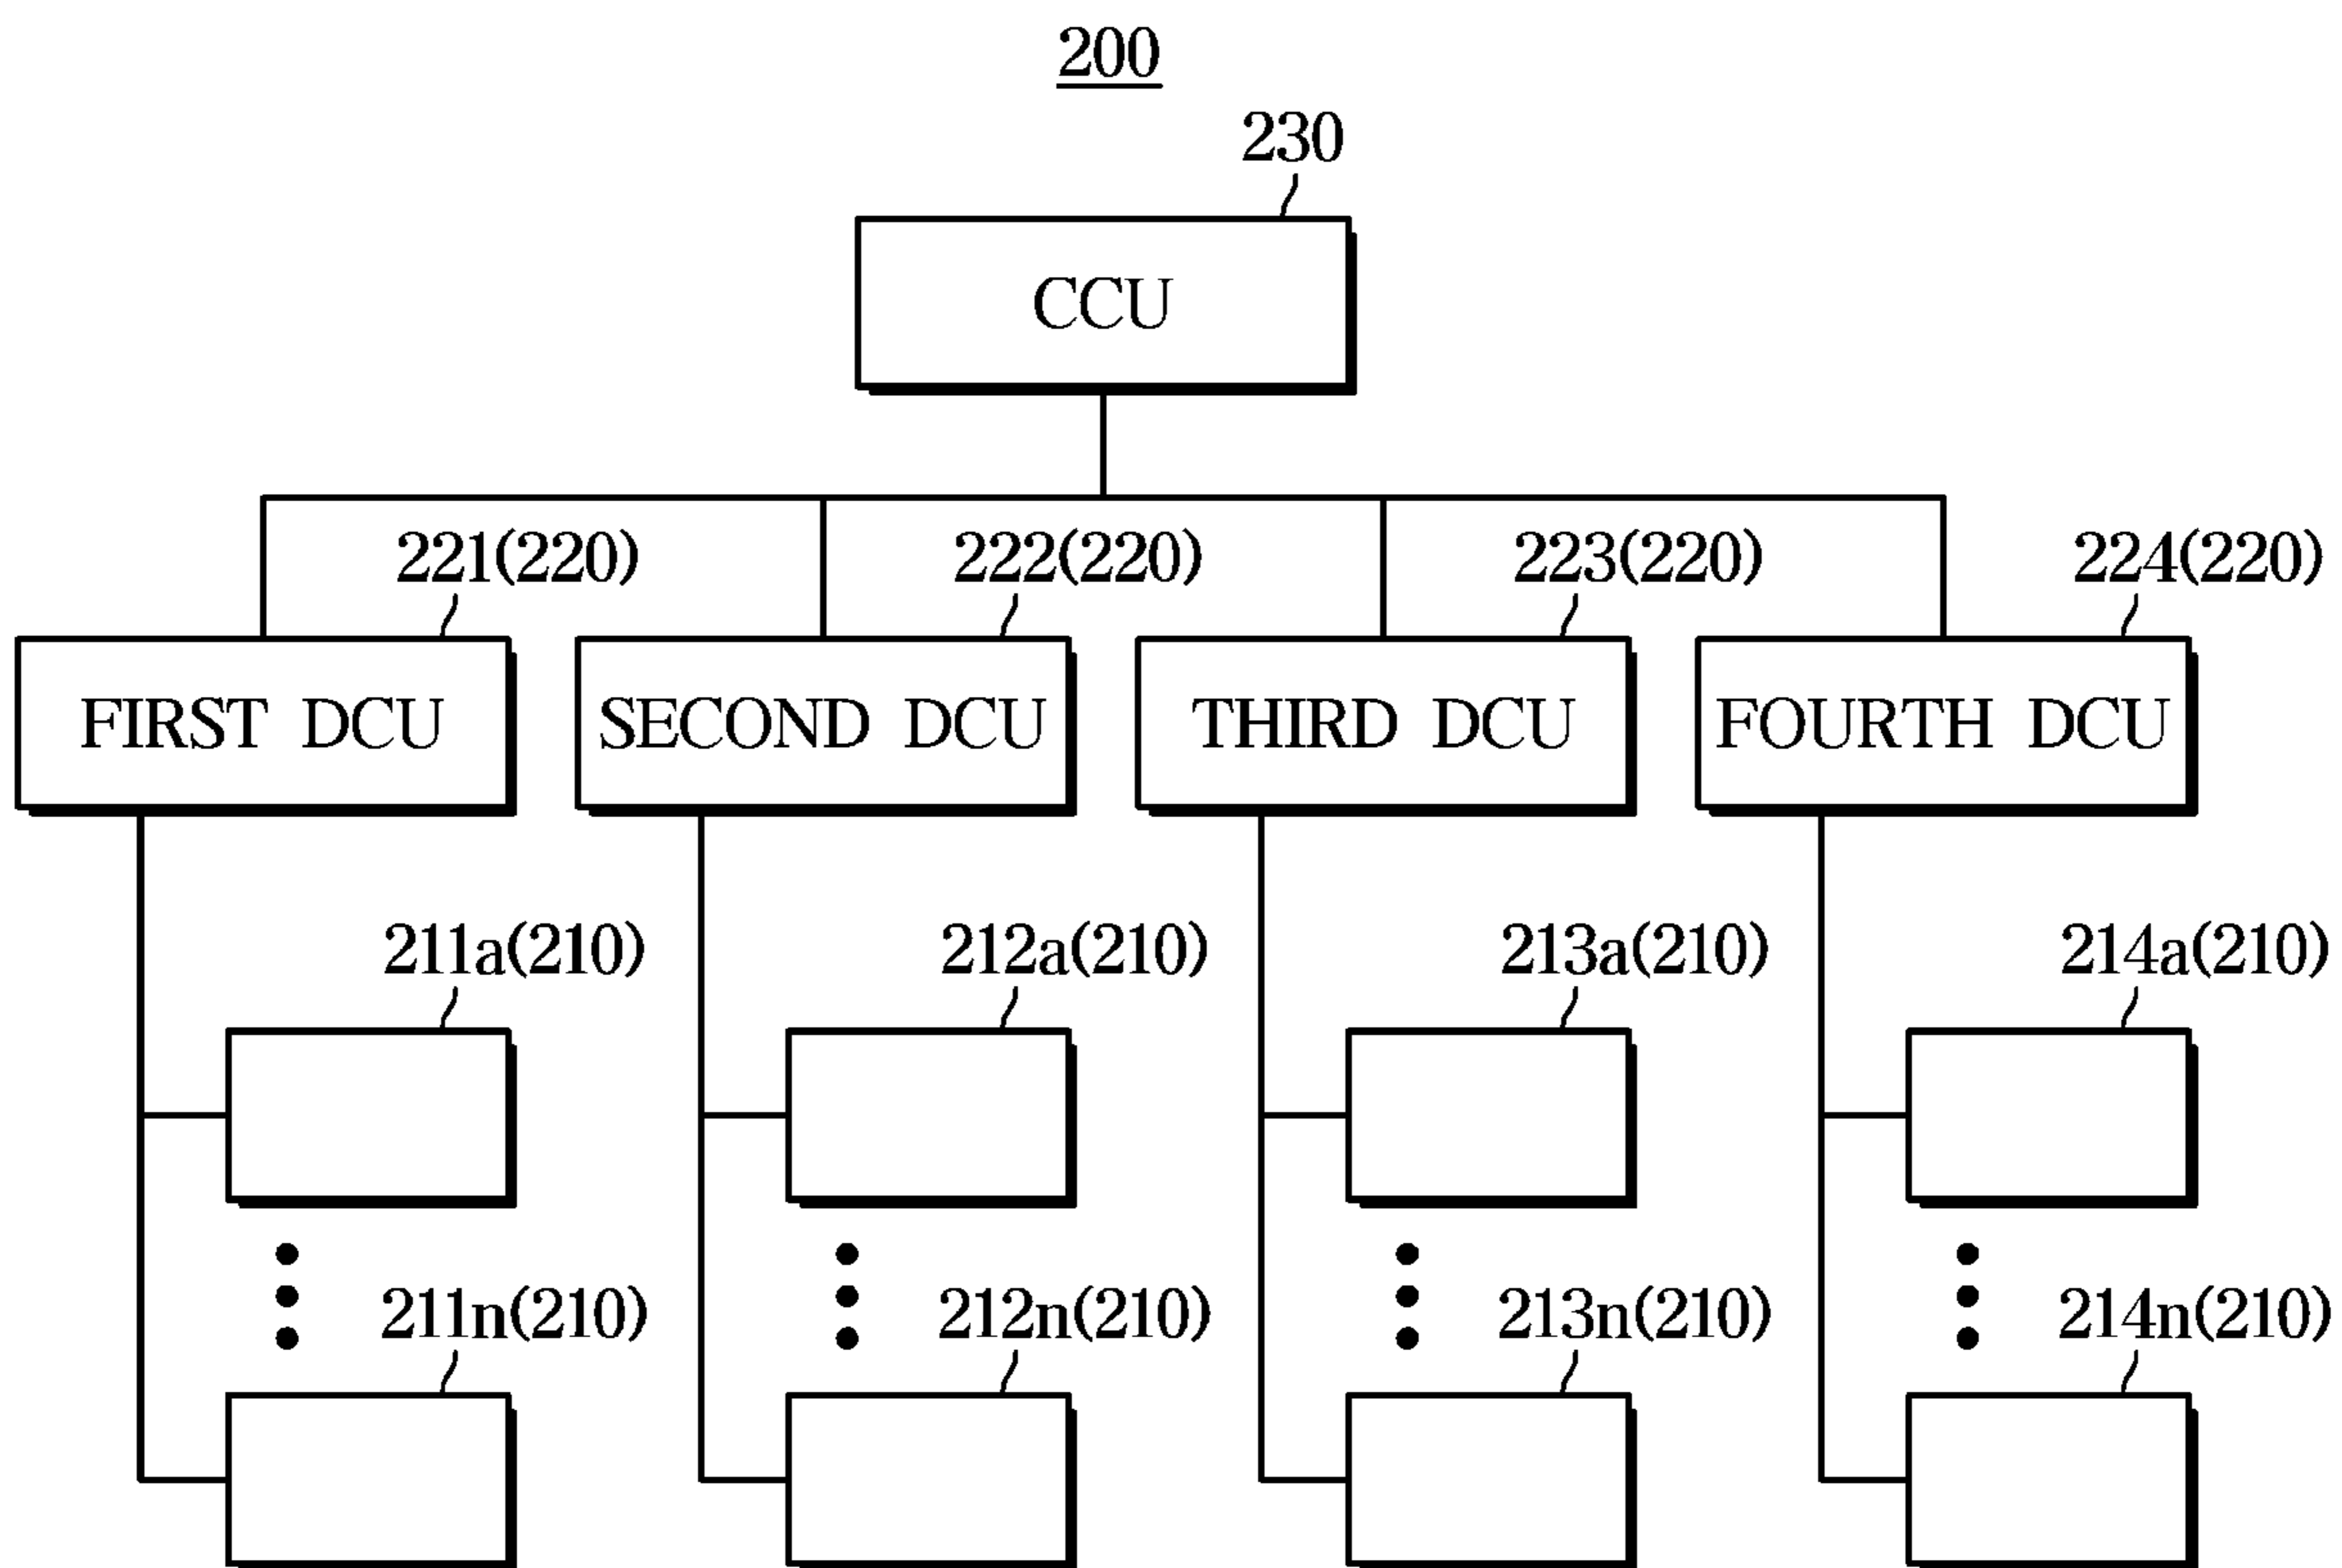 200
230
CCU
221(220) 222(220) 223(220) 224(220)
FIRST DCU SECOND DCU THIRD DCU FOURTH DCU
211a(210) 212a(210) 213a(210) 214a(210)
211n(210) 212n(210) 213n(210) 214n(210)